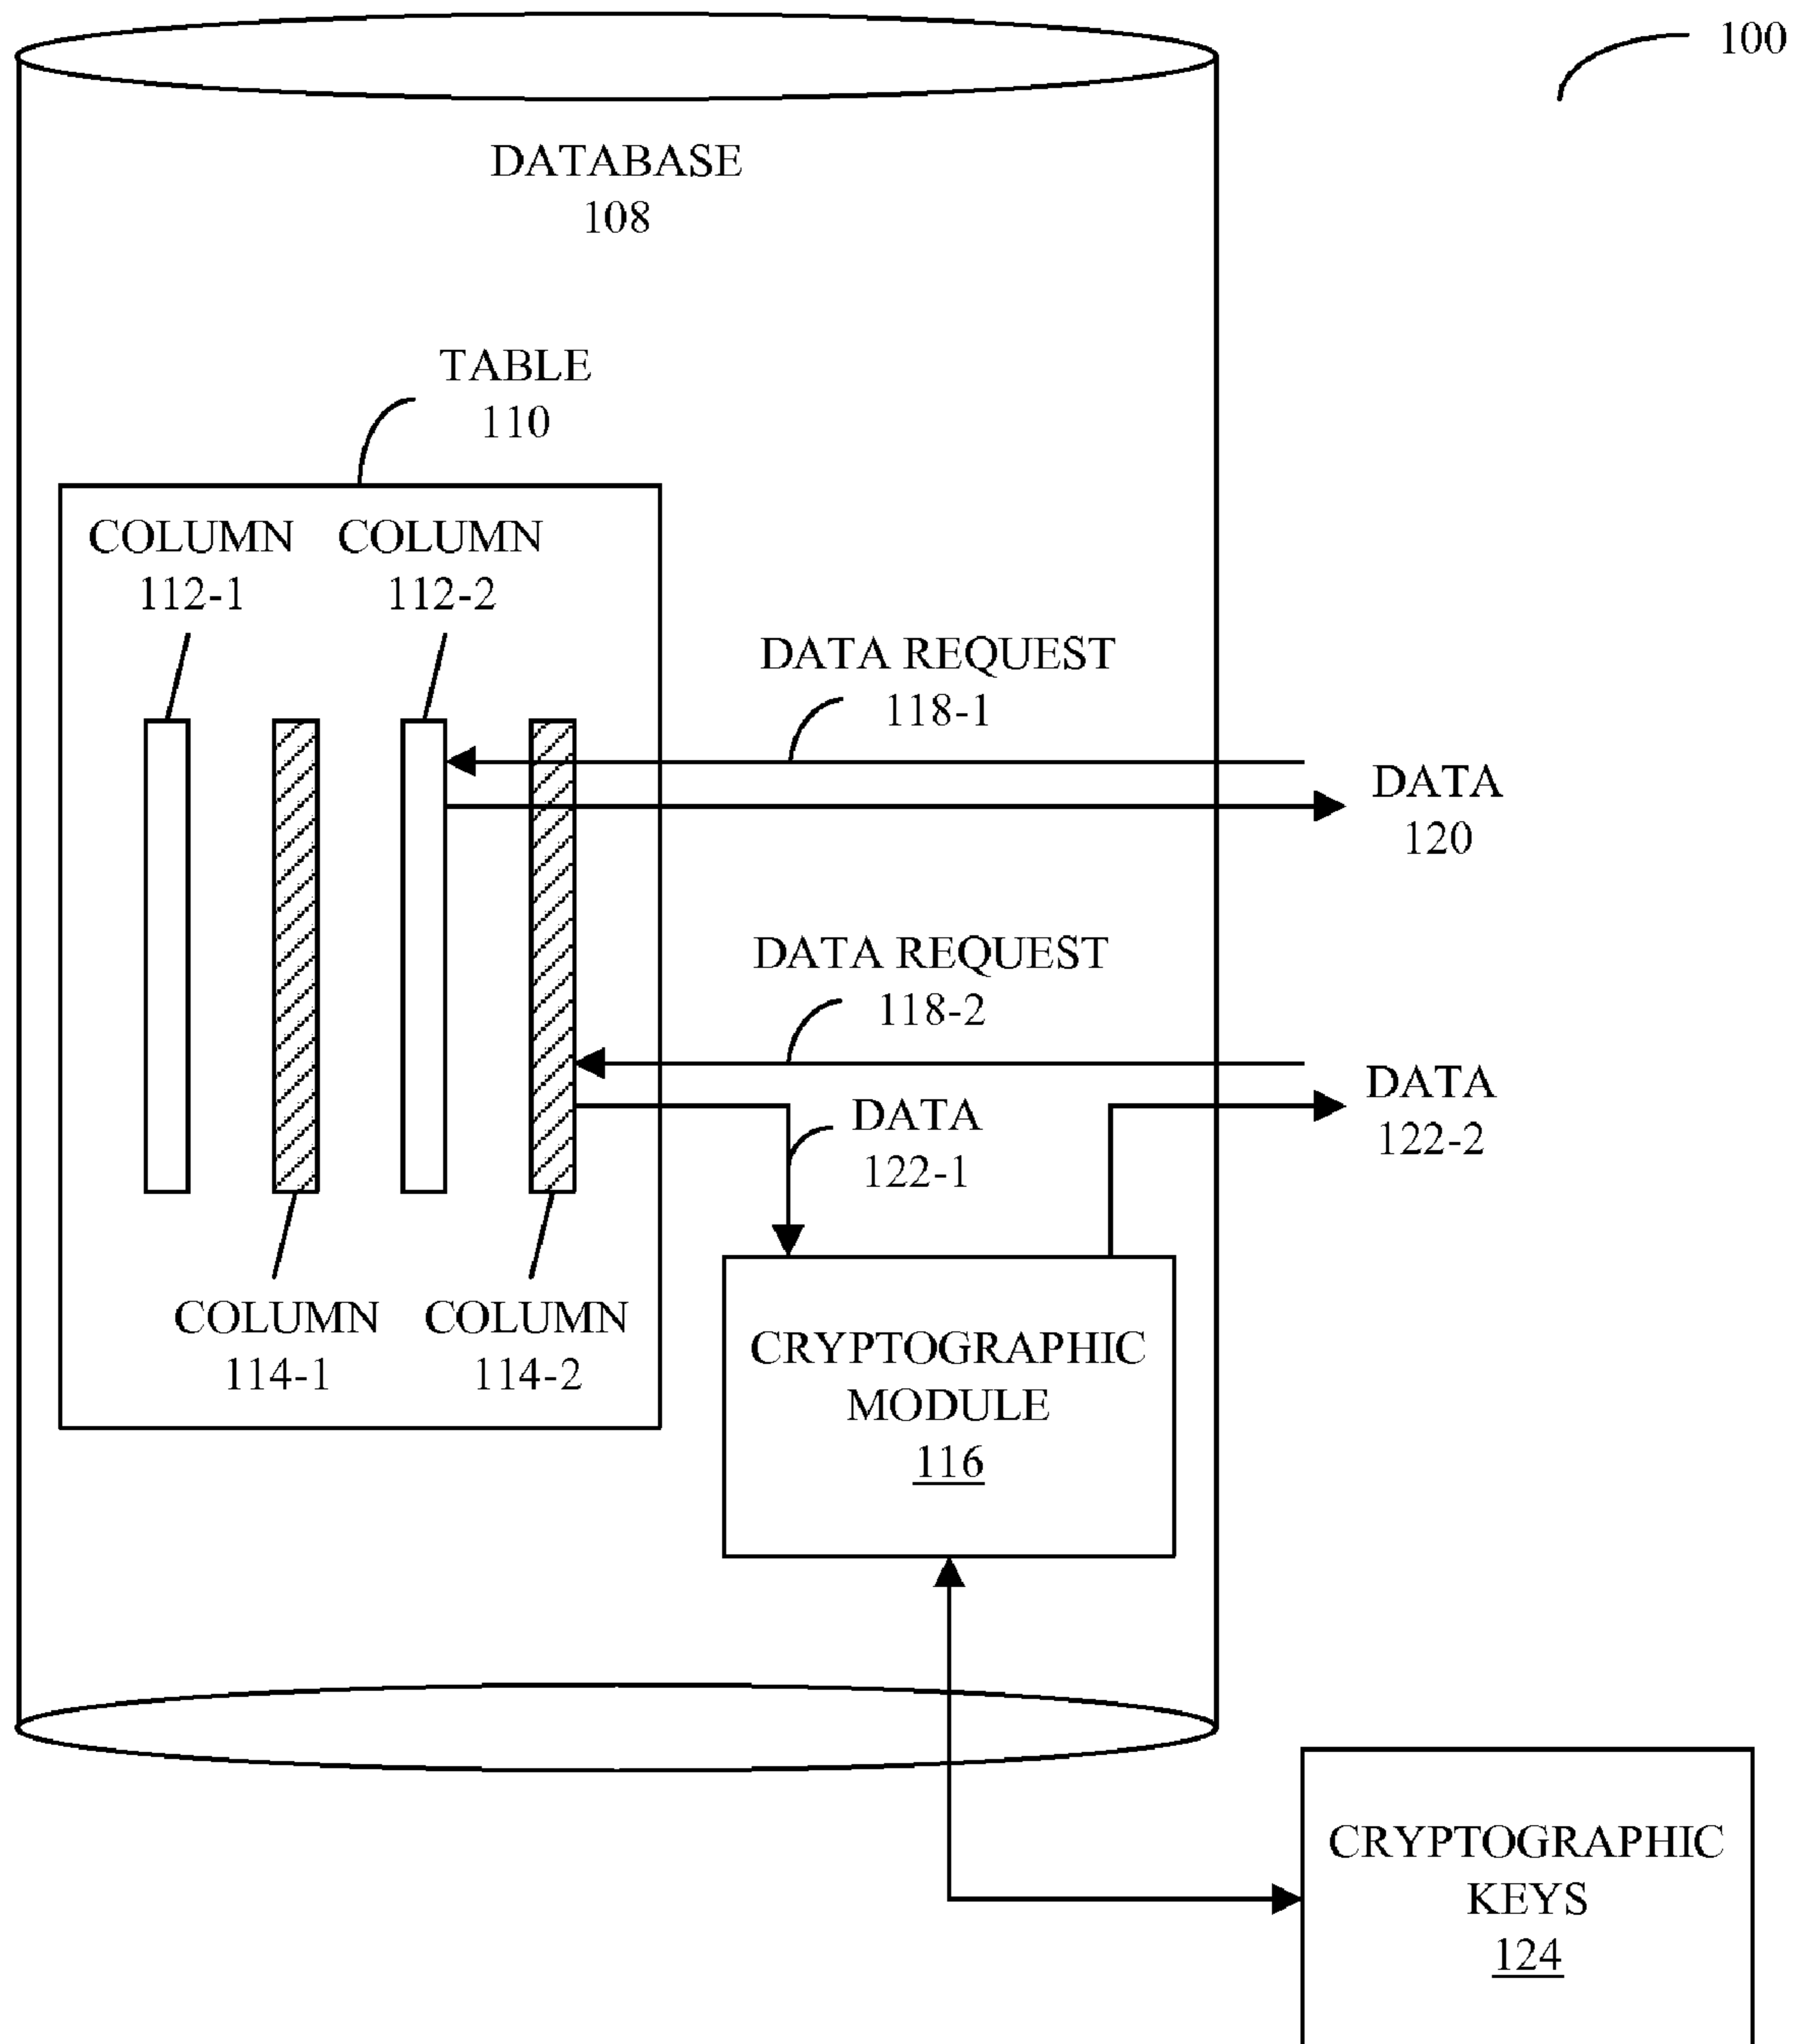 100
DATABASE
108
TABLE
110
COLUMN COLUMN
112-1 112-2
DATA REQUEST
118-1
DATA
120
DATA REQUEST
118-2
DATA
122-1
DATA
122-2
COLUMN COLUMN
114-1 114-2
CRYPTOGRAPHIC
MODULE
116
CRYPTOGRAPHIC
KEYS
124